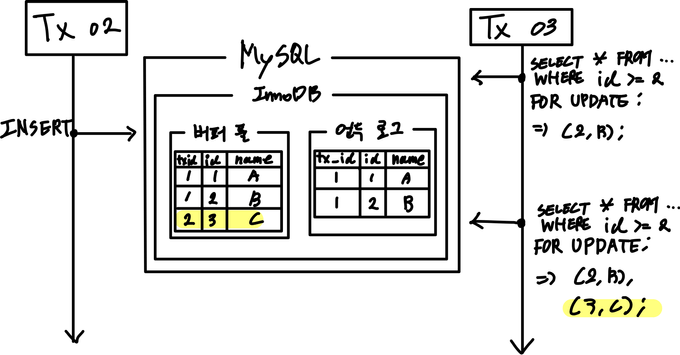 Tx 02
Tx 03
MySQL
InnoDB
INSERT
버퍼 풀
txid id name
1 1 A
1 2 B
2 3 C
언두 로그
tx_id id name
1 1 A
1 2 B
SELECT * FROM ...
WHERE id >= 2
FOR UPDATE;
=> (2, B);
SELECT * FROM ...
WHERE id >= 2
FOR UPDATE;
=> (2, B),
(3, C);